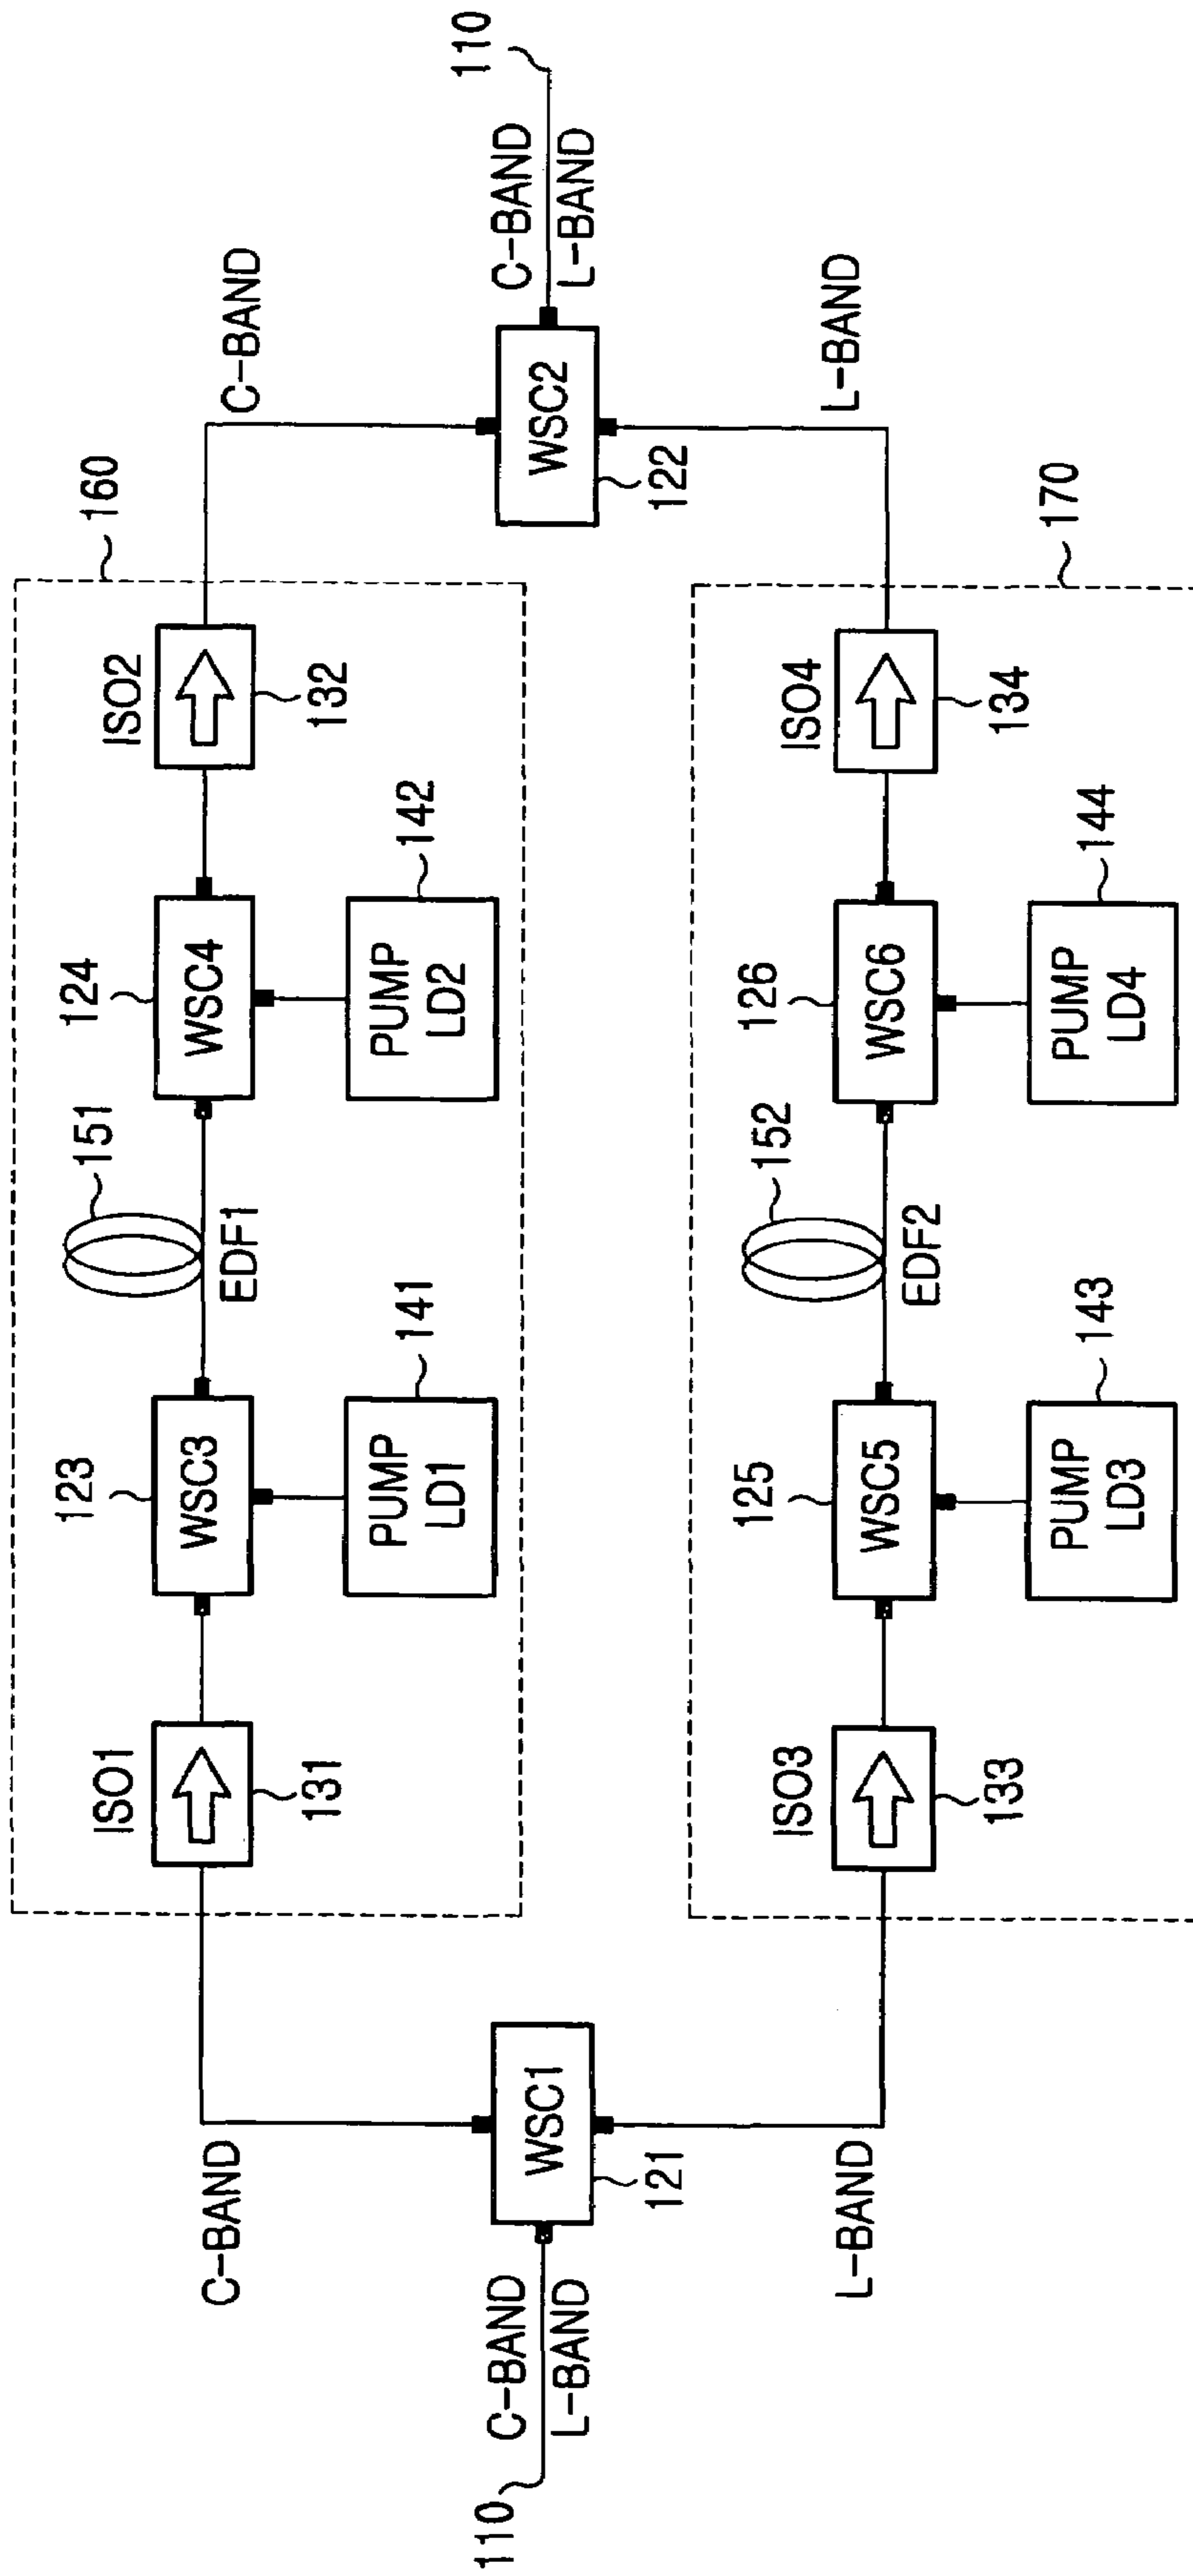 160
C-BAND
ISO1
131
123
WSC3
PUMP
LD1
141
151
EDF1
124
WSC4
PUMP
LD2
142
ISO2
132
C-BAND
110
C-BAND
L-BAND
WSC1
121
WSC2
122
C-BAND
L-BAND
110
170
L-BAND
ISO3
133
125
WSC5
PUMP
LD3
143
152
EDF2
126
WSC6
PUMP
LD4
144
ISO4
134
L-BAND